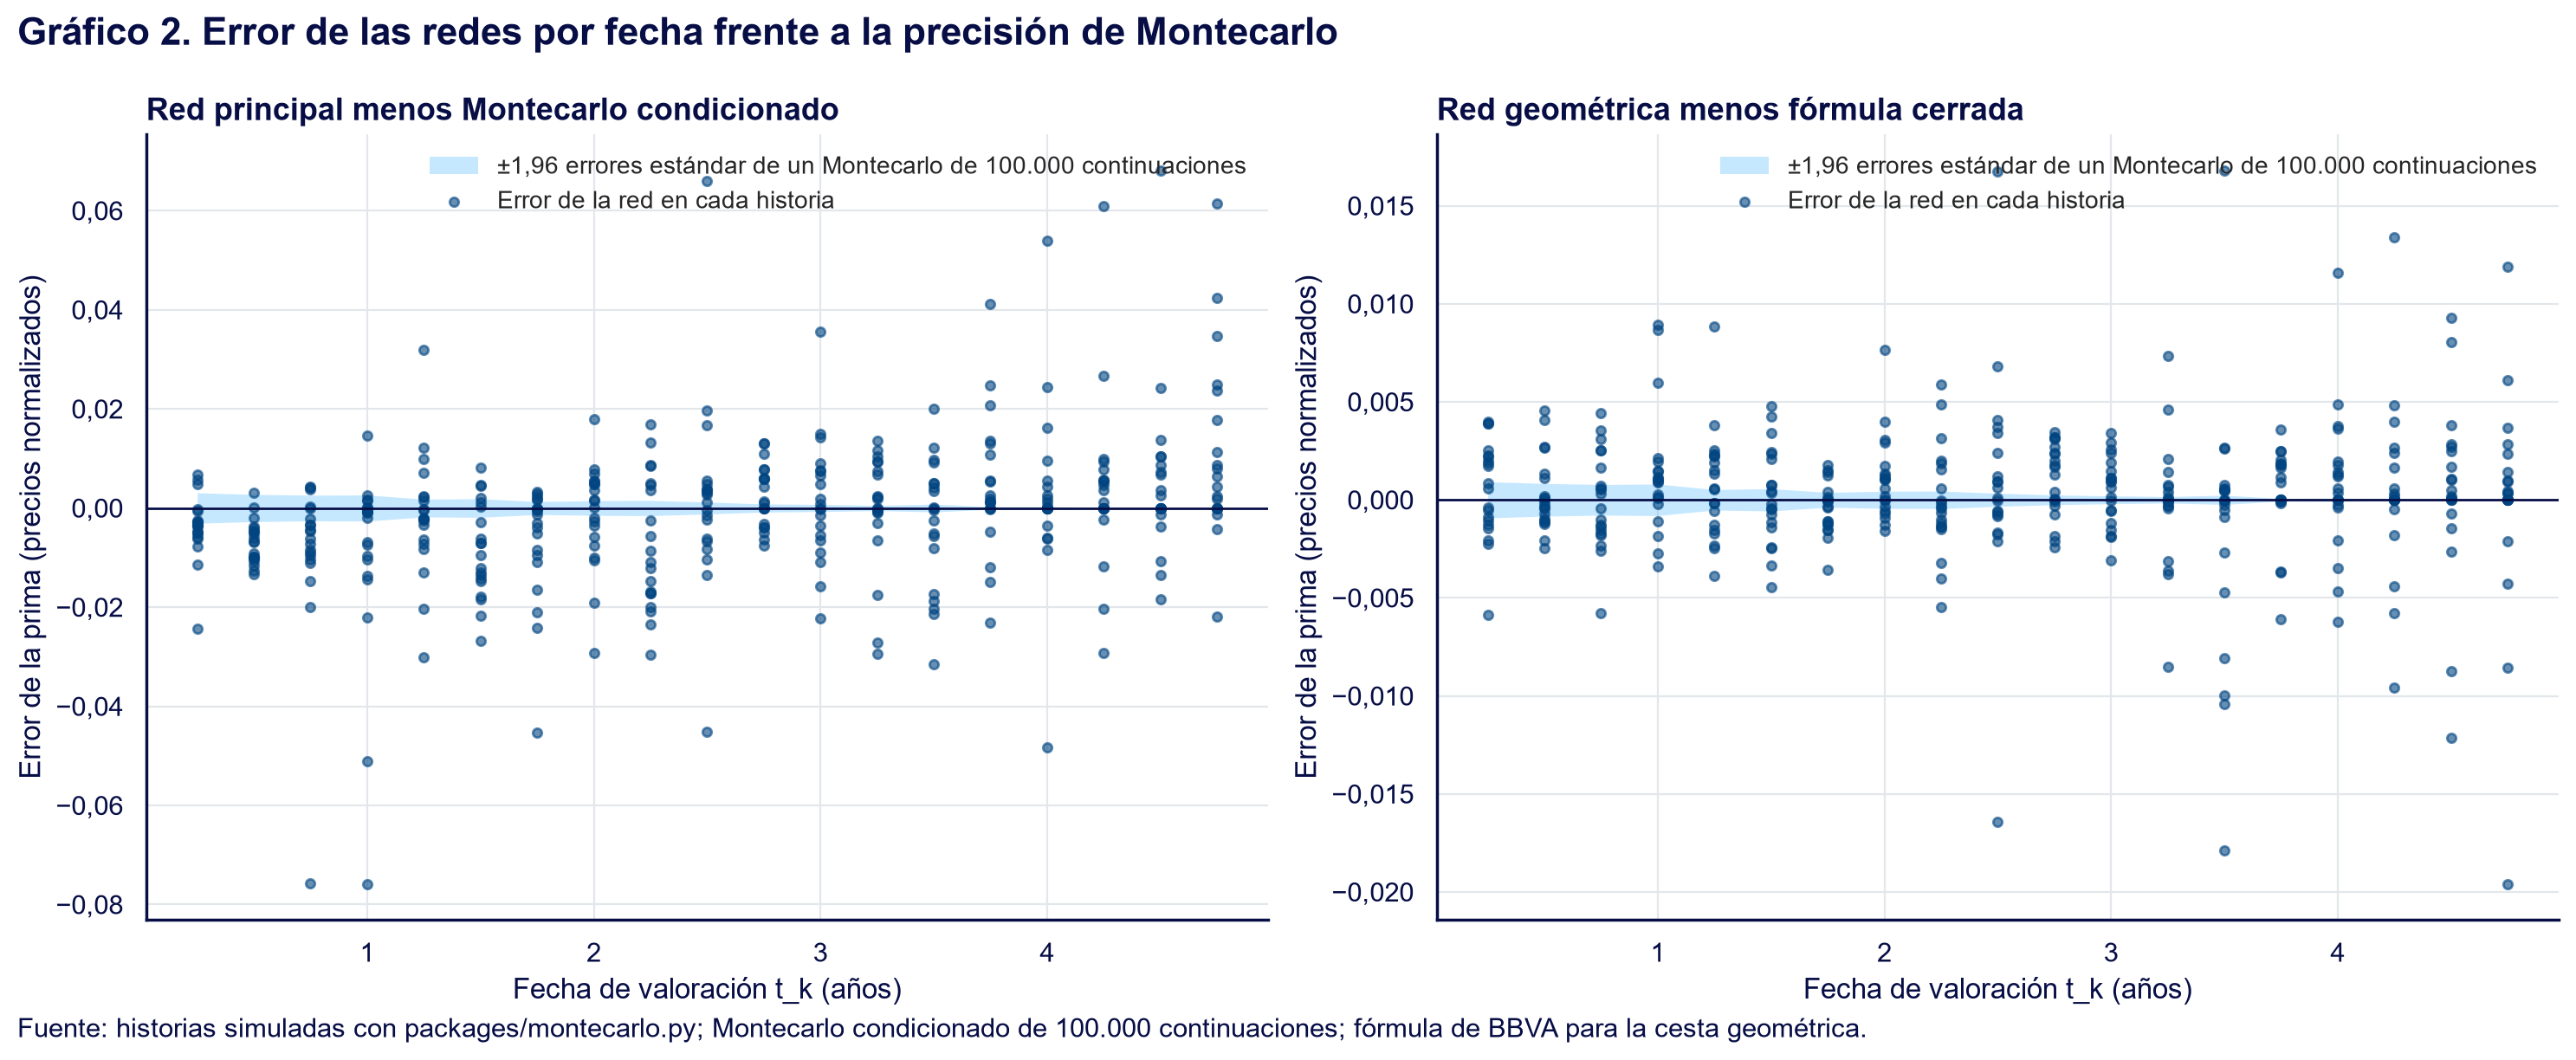 Gráfico 2. Error de las redes por fecha frente a la precisión de Montecarlo
Red principal menos Montecarlo condicionado
±1,96 errores estándar de un Montecarlo de 100.000 continuaciones
Error de la red en cada historia
0,06
0,04
0,02
0,00
−0,02
−0,04
−0,06
−0,08
Error de la prima (precios normalizados)
1
2
3
4
Fecha de valoración t_k (años)
Red geométrica menos fórmula cerrada
±1,96 errores estándar de un Montecarlo de 100.000 continuaciones
Error de la red en cada historia
0,015
0,010
0,005
0,000
−0,005
−0,010
−0,015
−0,020
Error de la prima (precios normalizados)
1
2
3
4
Fecha de valoración t_k (años)
Fuente: historias simuladas con packages/montecarlo.py; Montecarlo condicionado de 100.000 continuaciones; fórmula de BBVA para la cesta geométrica.